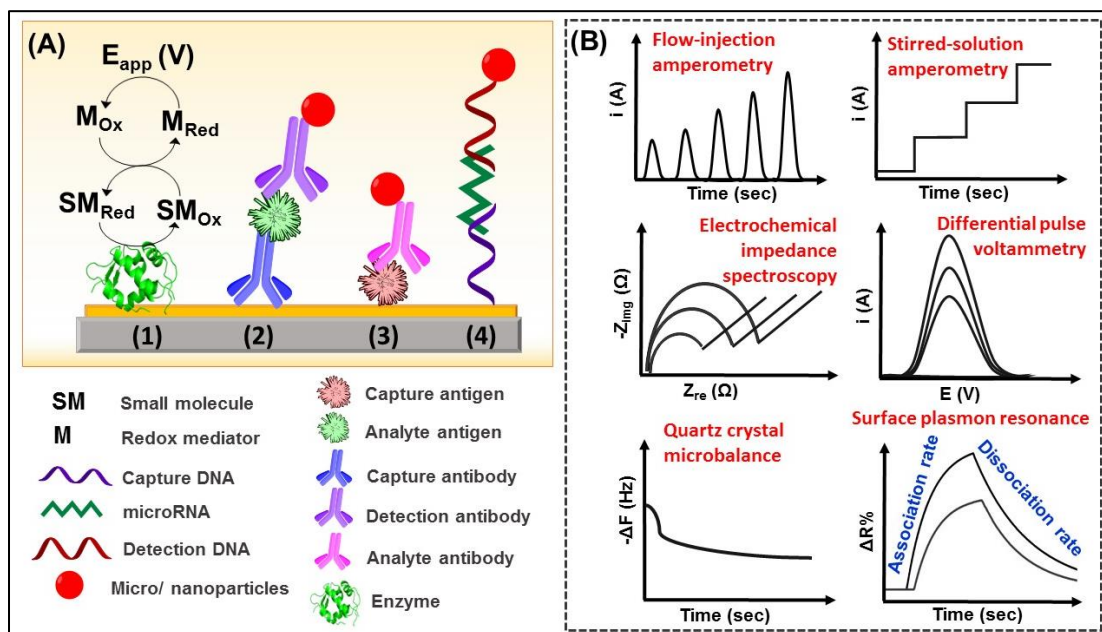 (A)
E_app (V)
M_Ox M_Red
SM_Red SM_Ox
(1) (2) (3) (4)
SM Small molecule
M Redox mediator
Capture DNA
microRNA
Detection DNA
Micro/ nanoparticles
Capture antigen
Analyte antigen
Capture antibody
Detection antibody
Analyte antibody
Enzyme
(B)
Flow-injection
amperometry
i (A)
Time (sec)
Stirred-solution
amperometry
i (A)
Time (sec)
Electrochemical
impedance
spectroscopy
-Z_img (Ω)
Z_re (Ω)
Differential pulse
voltammetry
i (A)
E (V)
Quartz crystal
microbalance
-ΔF (Hz)
Time (sec)
Surface plasmon resonance
Association rate
Dissociation rate
ΔR%
Time (sec)